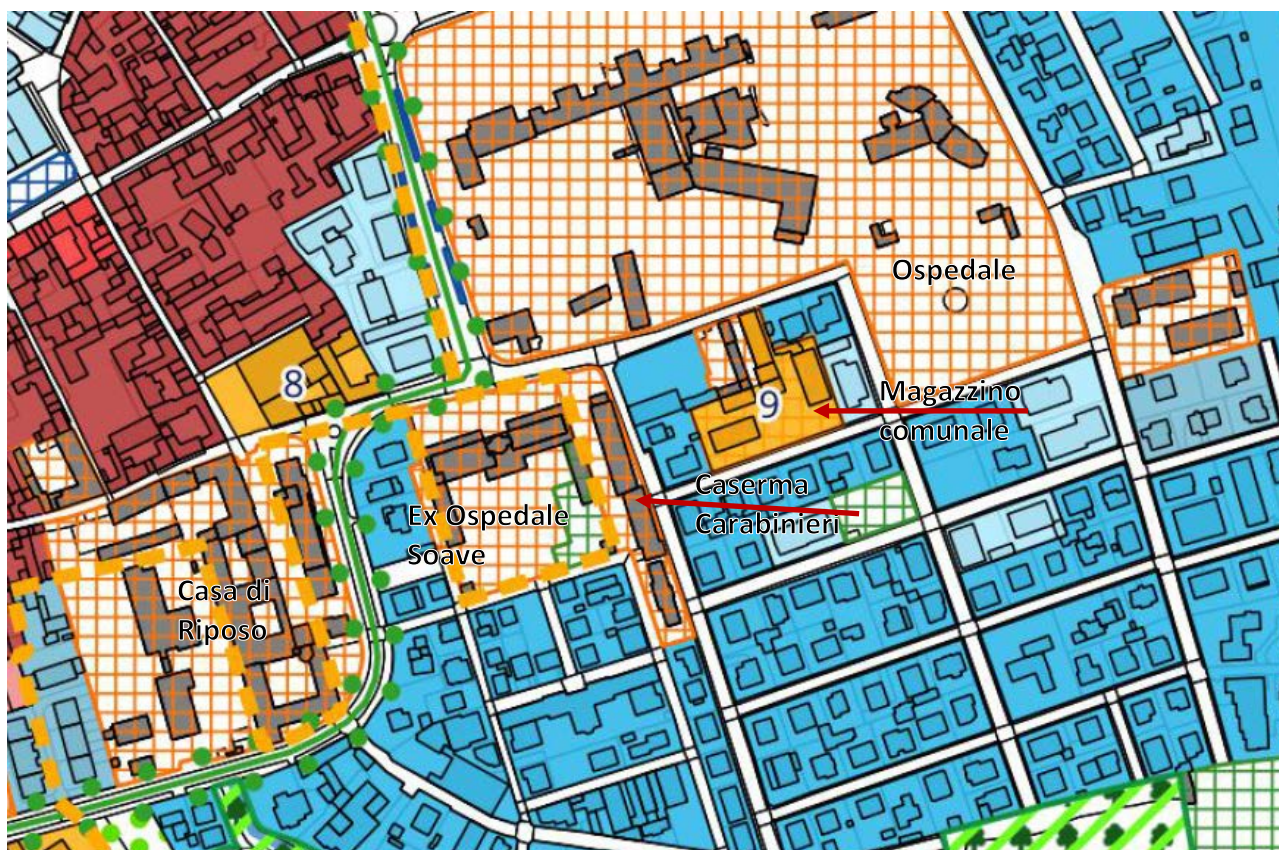 Ospedale
8
9
Magazzino
comunale
Caserma
Carabinieri
Ex Ospedale
Soave
Casa di
Riposo